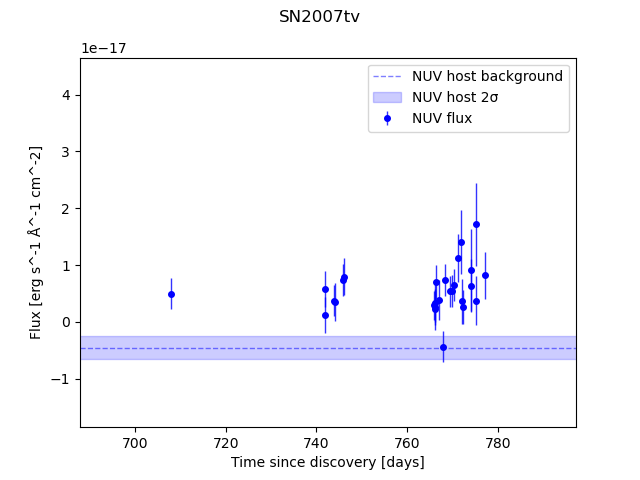 SN2007tv
1e−17
NUV host background
NUV host 2σ
NUV flux
4
3
2
1
0
−1
Flux [erg s^-1 Å^-1 cm^-2]
700
720
740
760
780
Time since discovery [days]